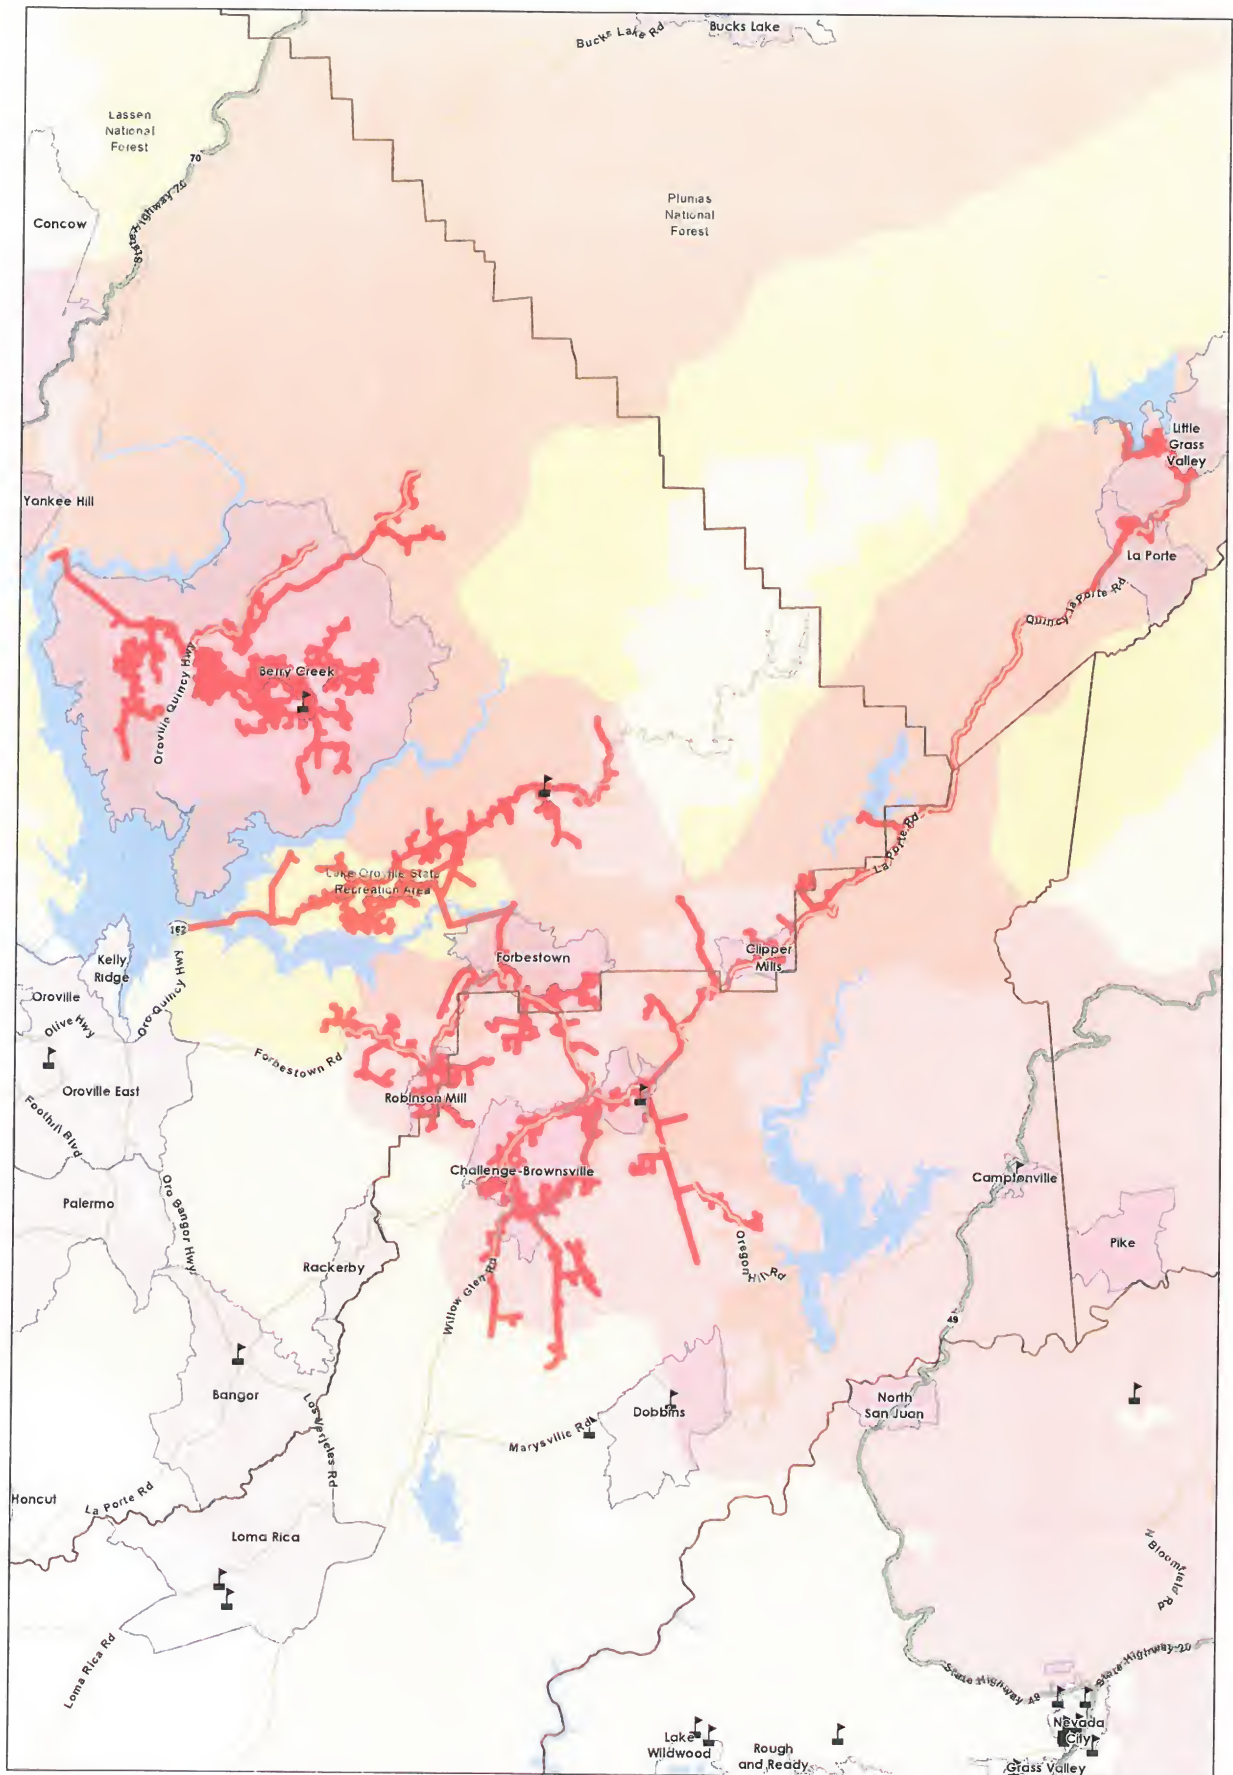 Bucks Lake Rd
Bucks Lake
Lassen
National
Forest
70
State Highway 70
Concow
Plumas
National
Forest
Little
Grass
Valley
Yankee Hill
La Porte
Quincy la Porte Rd
Berry Creek
Oroville Quincy Hwy
La Porte Rd
Lake Oroville State
Recreation Area
162
Kelly
Ridge
Forbestown
Clipper
Mills
Oroville
Olive Hwy
Oro Quincy Hwy
Forbestown Rd
Oroville East
Robinson Mill
Foothill Blvd
Challenge-Brownsville
Camptonville
Palermo
Oro Bangor Hwy
Pike
Rackerby
Oregon
Hill Rd
Willow Glen Rd
49
Bangor
Los Verjeles Rd
Dobbins
North
San Juan
Marysville Rd
Honcut
La Porte Rd
Loma Rica
N Bloomfield Rd
Loma Rica Rd
State Highway 49
State Highway 20
Nevada
City
Lake
Wildwood
Rough
and Ready
Grass Valley